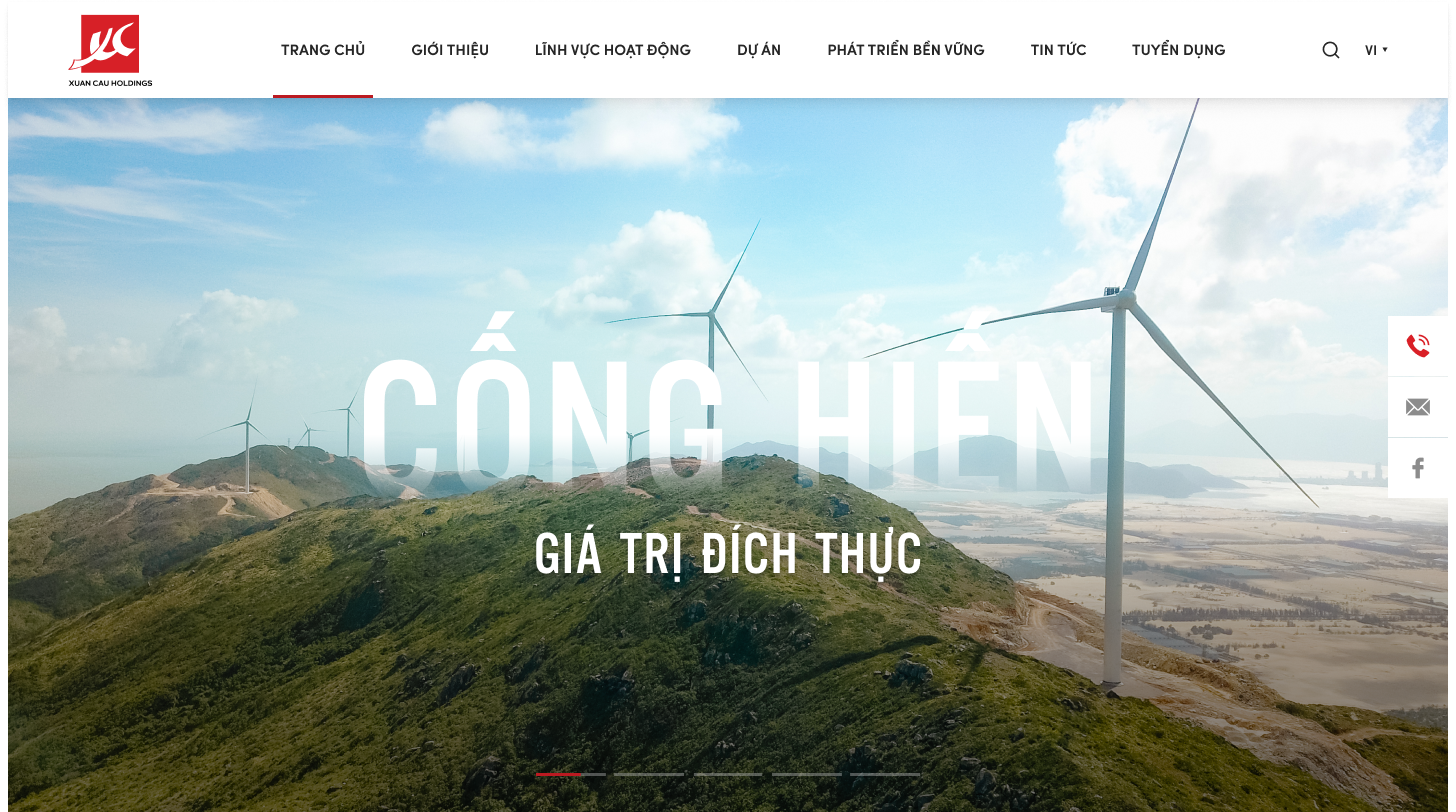 XUAN CAU HOLDINGS
TRANG CHỦ
GIỚI THIỆU
LĨNH VỰC HOẠT ĐỘNG
DỰ ÁN
PHÁT TRIỂN BỀN VỮNG
TIN TỨC
TUYỂN DỤNG
VI
CỐNG HIẾN
GIÁ TRỊ ĐÍCH THỰC